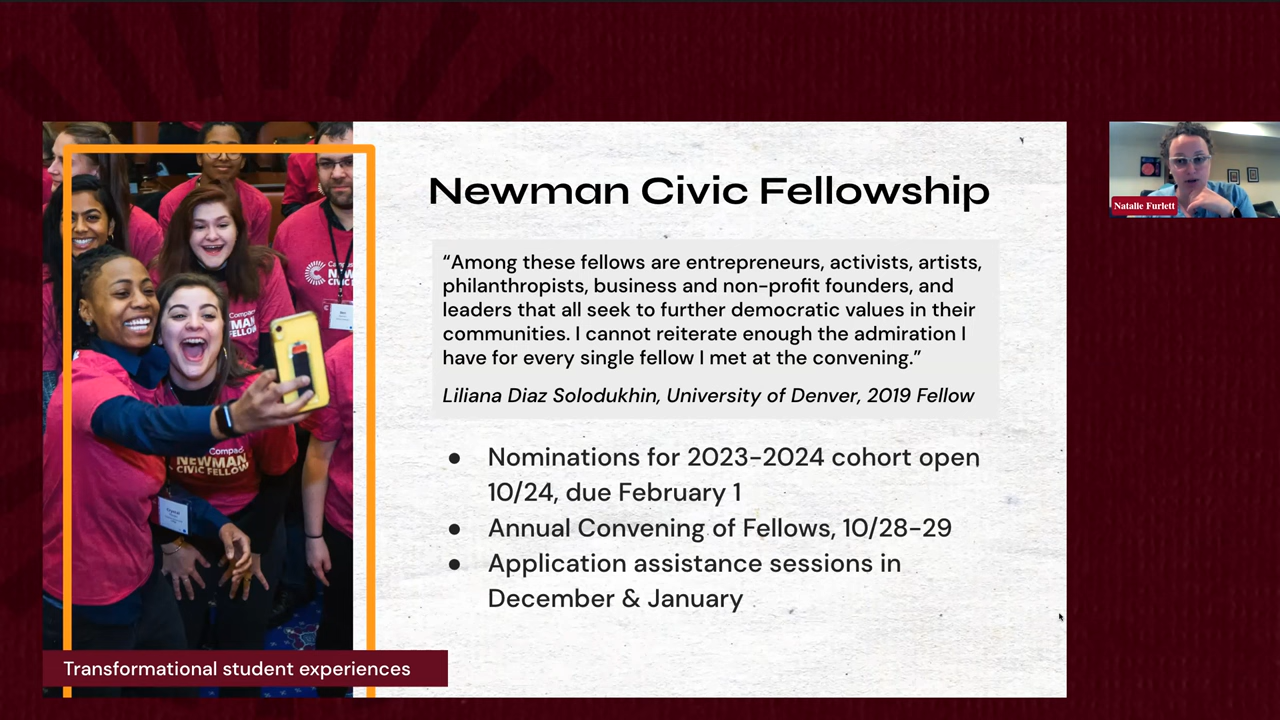 Newman Civic Fellowship
“Among these fellows are entrepreneurs, activists, artists,
philanthropists, business and non-profit founders, and
leaders that all seek to further democratic values in their
communities. I cannot reiterate enough the admiration I
have for every single fellow I met at the convening.”
Liliana Diaz Solodukhin, University of Denver, 2019 Fellow
● Nominations for 2023-2024 cohort open
10/24, due February 1
● Annual Convening of Fellows, 10/28-29
● Application assistance sessions in
December & January
Transformational student experiences
Natalie Furlett
Compact
NEWMAN
CIVIC FELLOW